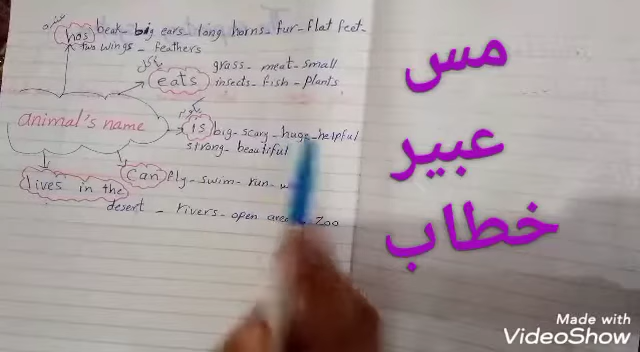 has beak big ears - long horns - fur - flat feet -
two wings - feathers
eats grass - meat - small
insects - fish - plants
animal's name
is big - scary - huge - helpful
strong - beautiful
can fly - swim - run -
lives in the
desert - rivers - open - Zoo
مس
عبير
خطاب
Made with
VideoShow